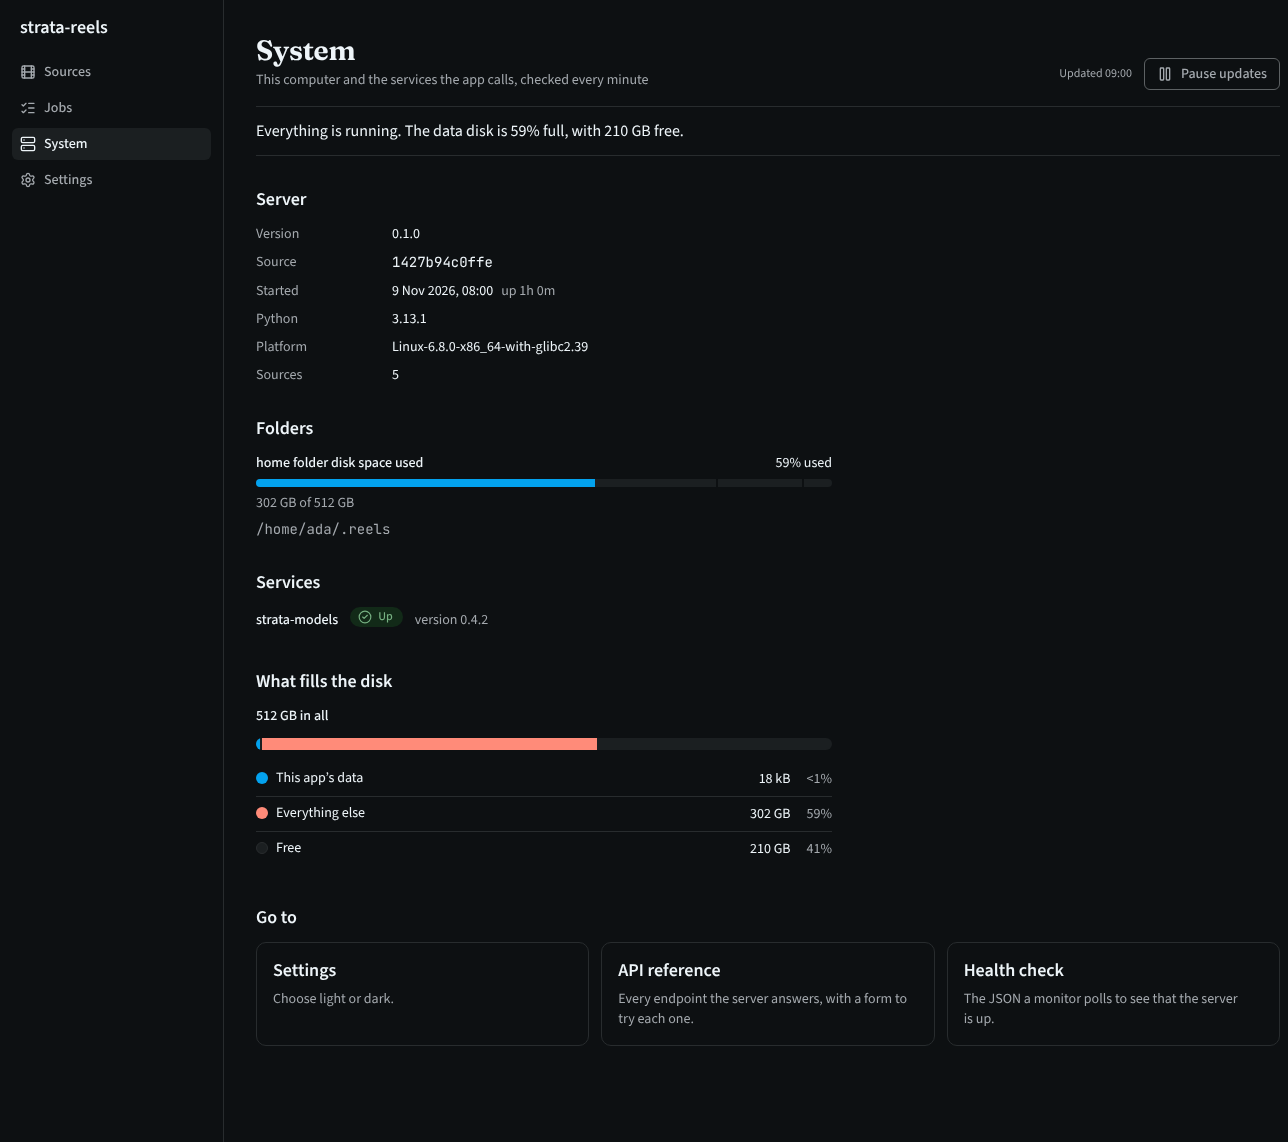 strata-reels
Sources
Jobs
System
Settings
System
This computer and the services the app calls, checked every minute
Updated 09:00
Pause updates
Everything is running. The data disk is 59% full, with 210 GB free.
Server
Version 0.1.0
Source 1427b94c0ffe
Started 9 Nov 2026, 08:00 up 1h 0m
Python 3.13.1
Platform Linux-6.8.0-x86_64-with-glibc2.39
Sources 5
Folders
home folder disk space used 59% used
302 GB of 512 GB
/home/ada/.reels
Services
strata-models Up version 0.4.2
What fills the disk
512 GB in all
This app’s data 18 kB <1%
Everything else 302 GB 59%
Free 210 GB 41%
Go to
Settings
Choose light or dark.
API reference
Every endpoint the server answers, with a form to
try each one.
Health check
The JSON a monitor polls to see that the server
is up.